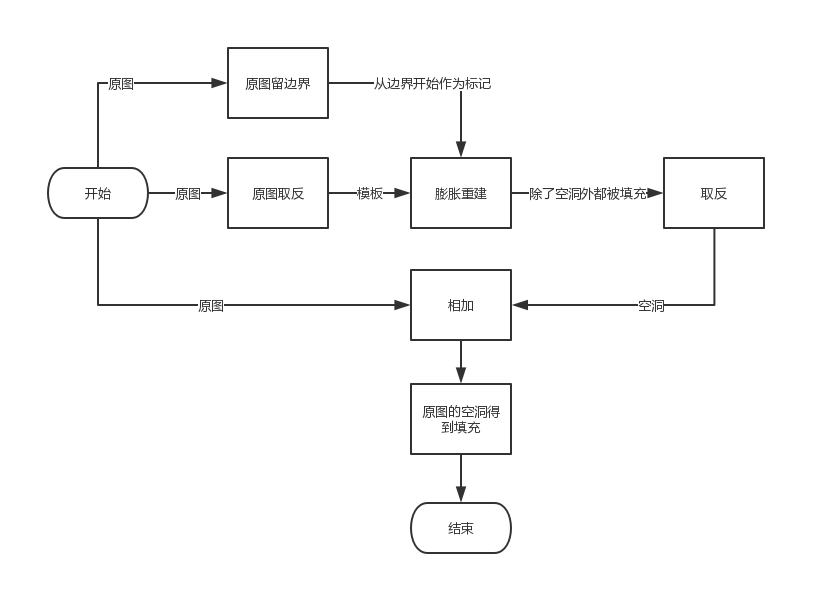 原图
原图留边界
从边界开始作为标记
开始
原图
原图取反
模板
膨胀重建
除了空洞外都被填充
取反
原图
相加
空洞
原图的空洞得
到填充
结束